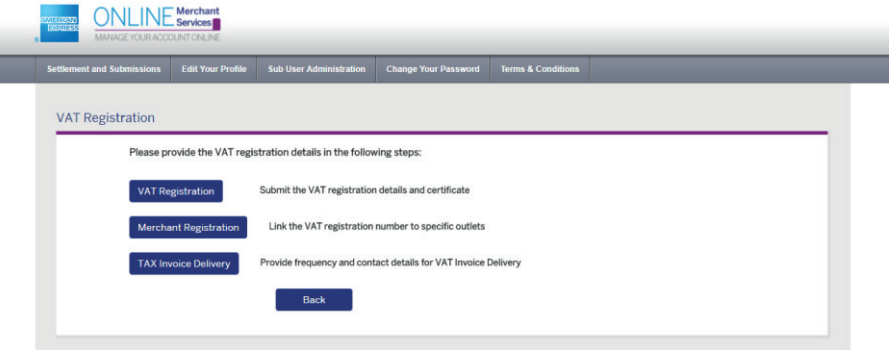 AMERICAN
EXPRESS
ONLINE Merchant
Services
MANAGE YOUR ACCOUNT ONLINE
Settlement and Submissions Edit Your Profile Sub User Administration Change Your Password Terms & Conditions
VAT Registration
Please provide the VAT registration details in the following steps:
VAT Registration Submit the VAT registration details and certificate
Merchant Registration Link the VAT registration number to specific outlets
TAX Invoice Delivery Provide frequency and contact details for VAT Invoice Delivery
Back